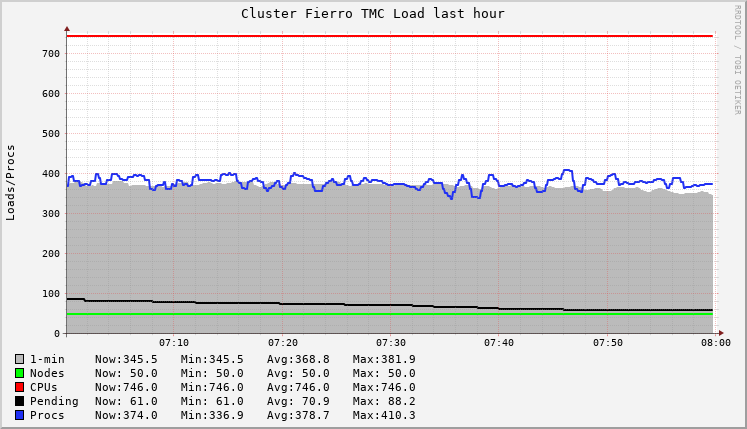 Cluster Fierro TMC Load last hour
RRDTOOL / TOBI OETIKER
Loads/Procs
700
600
500
400
300
200
100
0
07:10 07:20 07:30 07:40 07:50 08:00
1-min Now:345.5 Min:345.5 Avg:368.8 Max:381.9
Nodes Now: 50.0 Min: 50.0 Avg: 50.0 Max: 50.0
CPUs Now:746.0 Min:746.0 Avg:746.0 Max:746.0
Pending Now: 61.0 Min: 61.0 Avg: 70.9 Max: 88.2
Procs Now:374.0 Min:336.9 Avg:378.7 Max:410.3